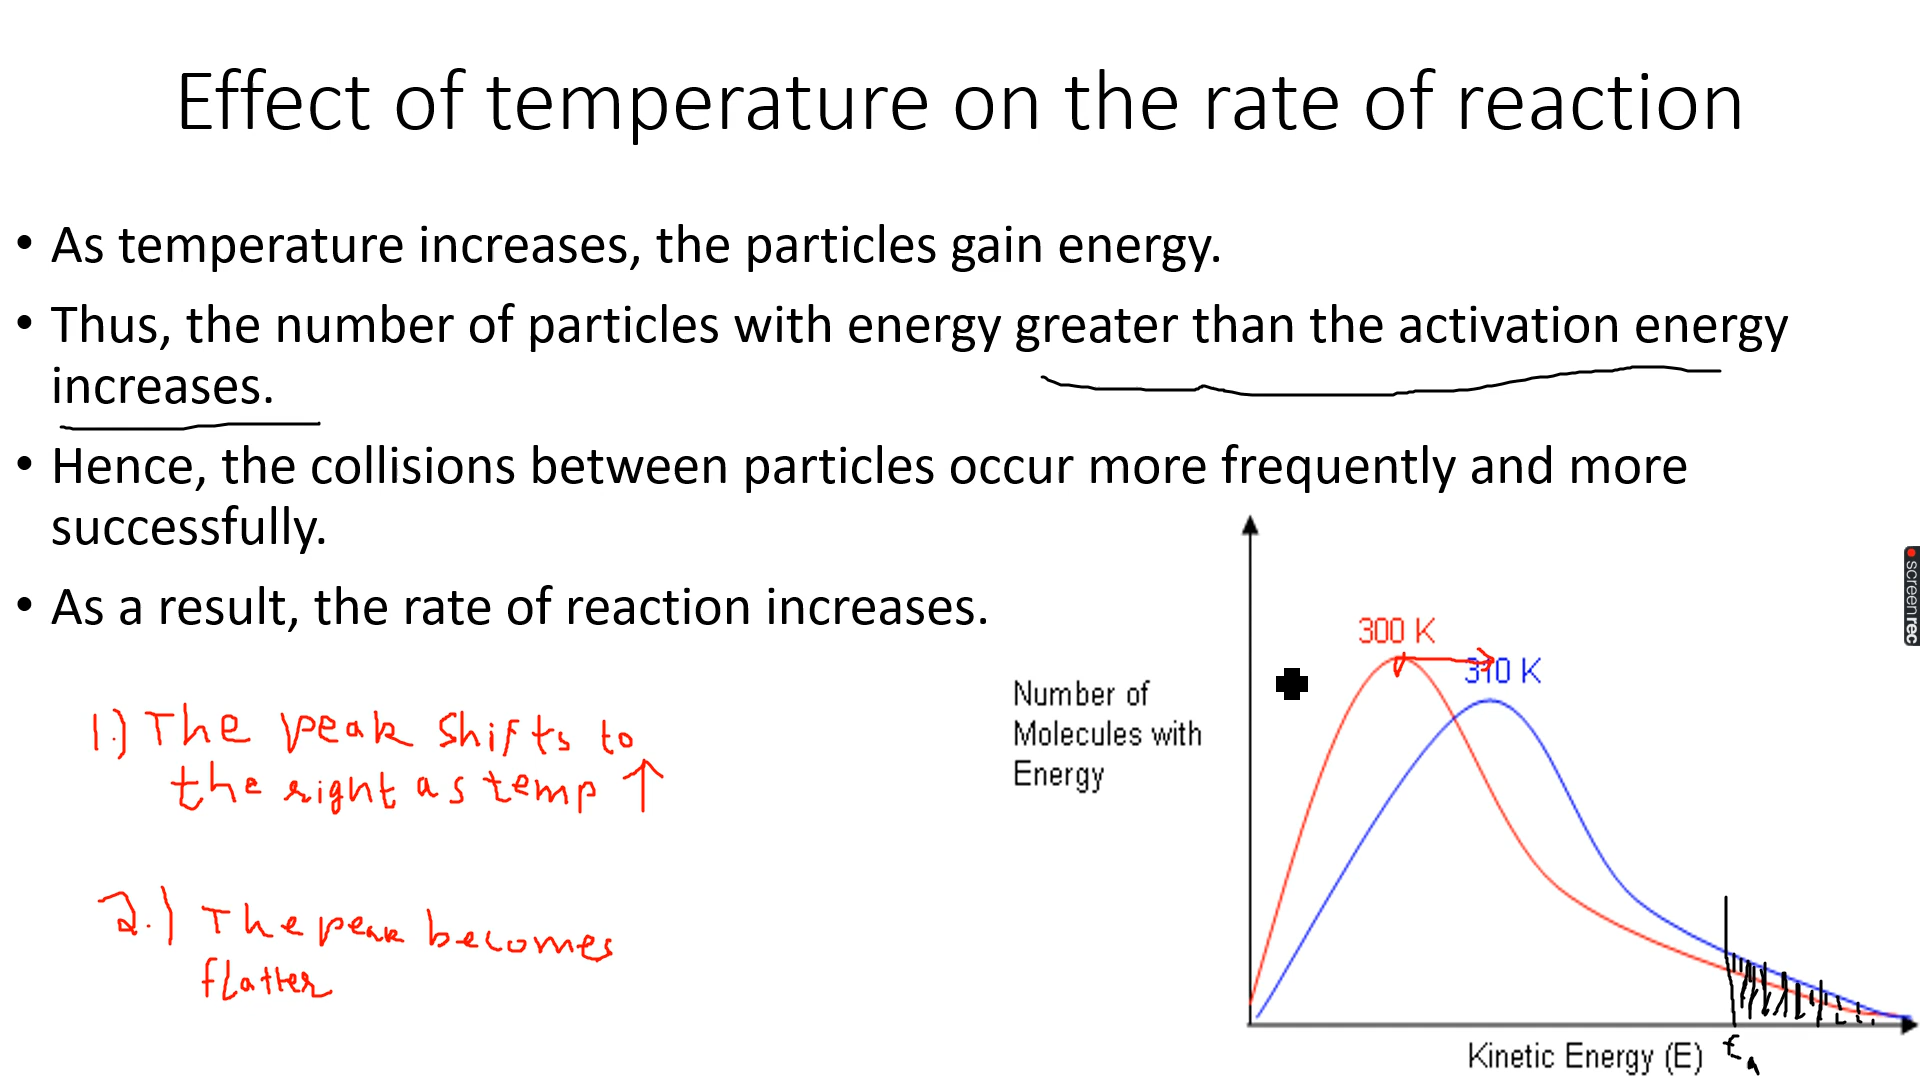 Effect of temperature on the rate of reaction
• As temperature increases, the particles gain energy.
• Thus, the number of particles with energy greater than the activation energy
increases.
• Hence, the collisions between particles occur more frequently and more
successfully.
• As a result, the rate of reaction increases.
1.) The peak shifts to
the right as temp ↑
2.) The peak becomes
flatter
300 K
310 K
Number of
Molecules with
Energy
Kinetic Energy (E)
Ea
screenrec